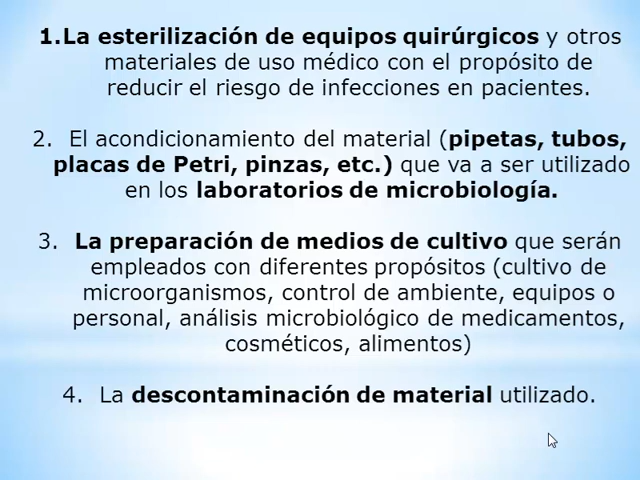 1.La esterilización de equipos quirúrgicos y otros
materiales de uso médico con el propósito de
reducir el riesgo de infecciones en pacientes.
2. El acondicionamiento del material (pipetas, tubos,
placas de Petri, pinzas, etc.) que va a ser utilizado
en los laboratorios de microbiología.
3. La preparación de medios de cultivo que serán
empleados con diferentes propósitos (cultivo de
microorganismos, control de ambiente, equipos o
personal, análisis microbiológico de medicamentos,
cosméticos, alimentos)
4. La descontaminación de material utilizado.